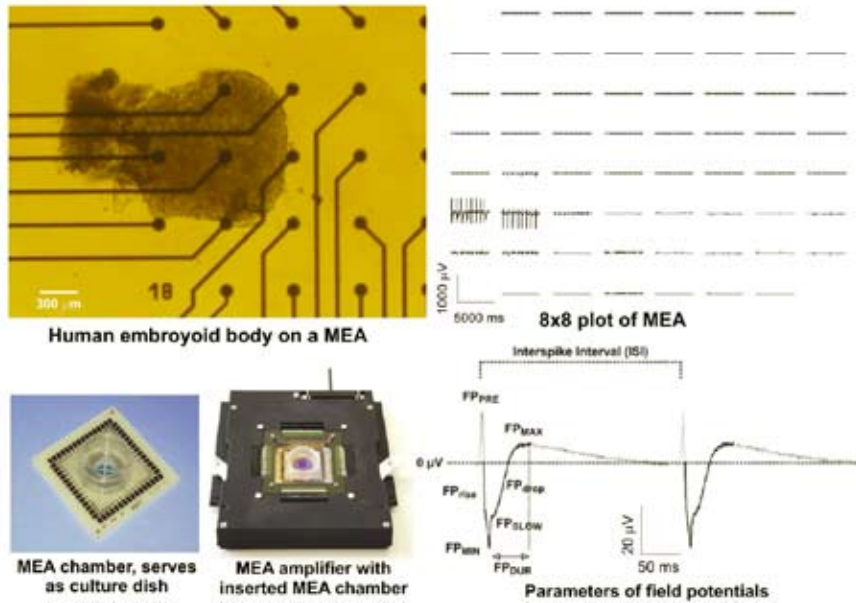 300 μm
18
Human embroyoid body on a MEA
1000 μV
5000 ms
8x8 plot of MEA
MEA chamber, serves
as culture dish
MEA amplifier with
inserted MEA chamber
Interspike Interval (ISI)
FPPRE
FPMAX
0 μV
FPrise
FPdrop
FPSLOW
FPMIN
FPDUR
20 μV
50 ms
Parameters of field potentials